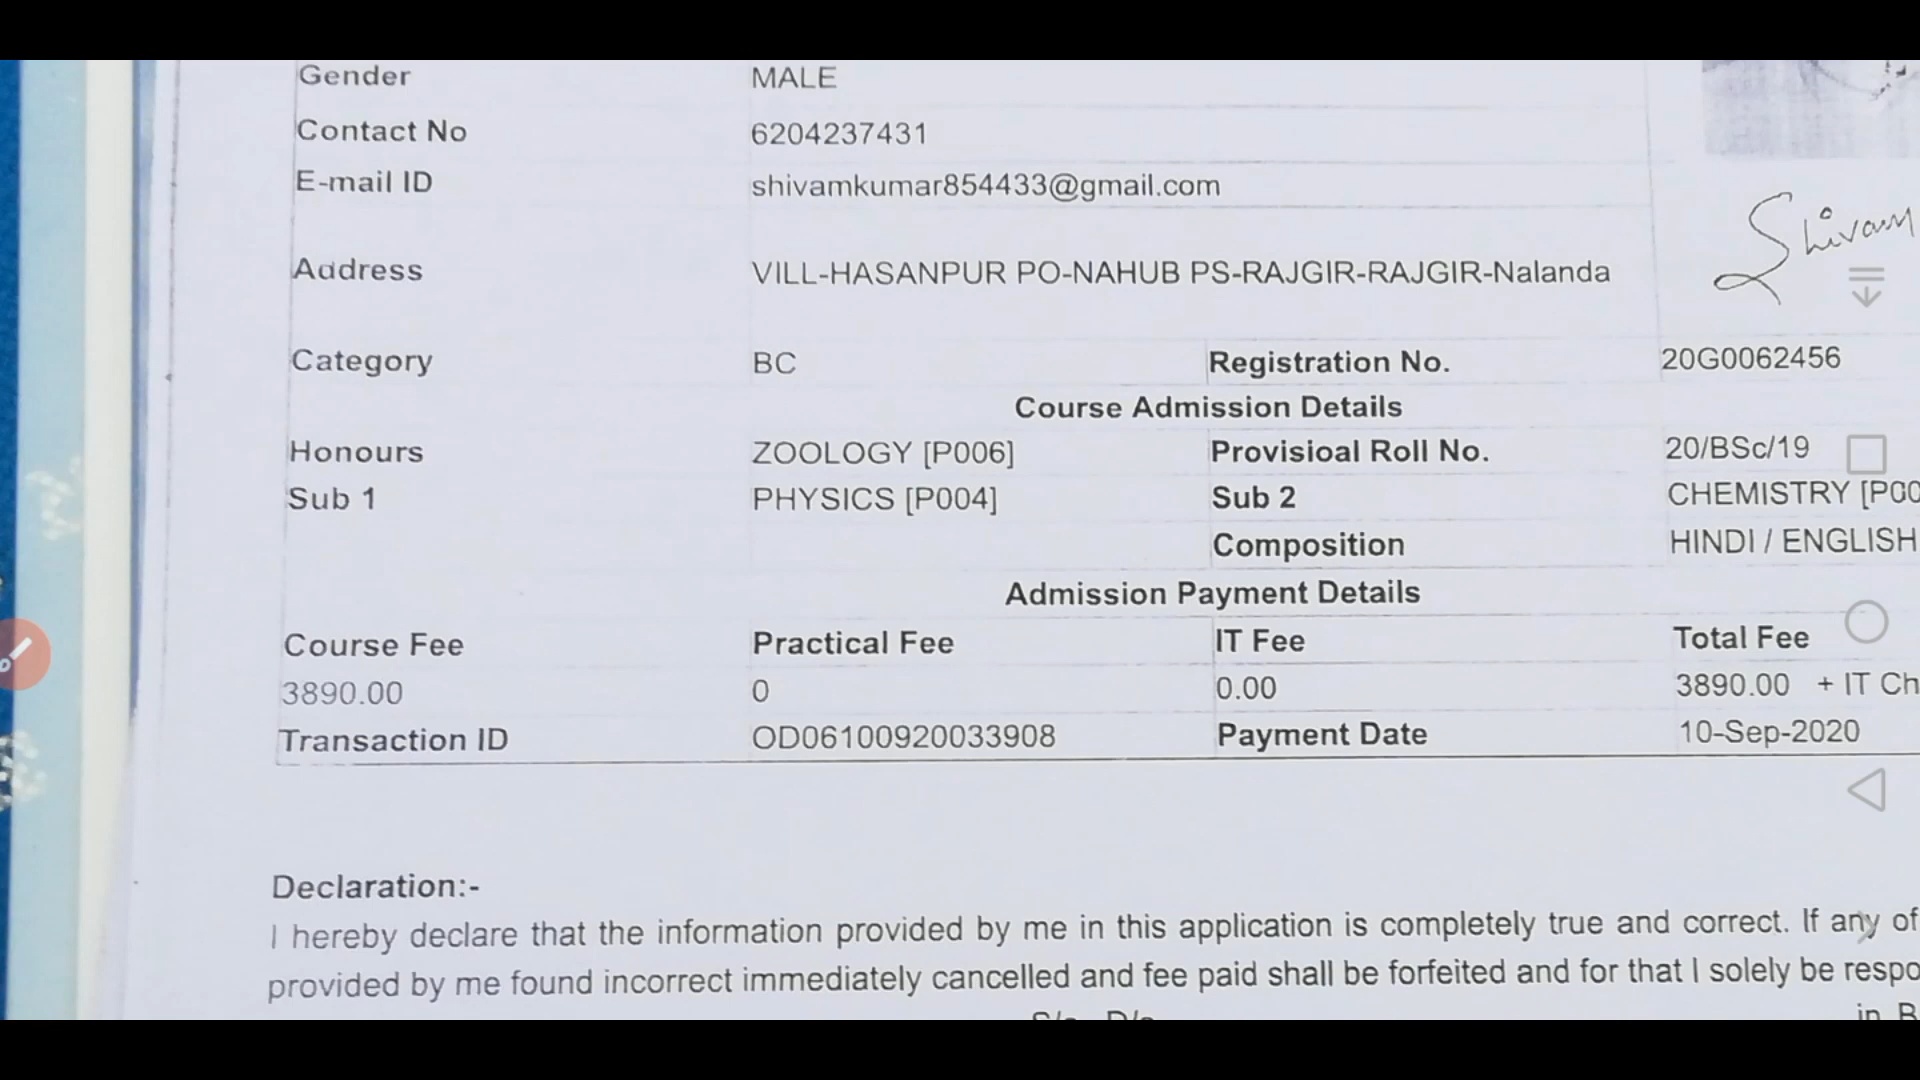 Gender MALE
Contact No 6204237431
E-mail ID shivamkumar854433@gmail.com
Shivam
Address VILL-HASANPUR PO-NAHUB PS-RAJGIR-RAJGIR-Nalanda
Category BC Registration No. 20G0062456
Course Admission Details
Honours ZOOLOGY [P006] Provisioal Roll No. 20/BSc/19
Sub 1 PHYSICS [P004] Sub 2 CHEMISTRY [P00
Composition HINDI / ENGLISH
Admission Payment Details
Course Fee Practical Fee IT Fee Total Fee
3890.00 0 0.00 3890.00 + IT Ch
Transaction ID OD06100920033908 Payment Date 10-Sep-2020
Declaration:-
I hereby declare that the information provided by me in this application is completely true and correct. If any of
provided by me found incorrect immediately cancelled and fee paid shall be forfeited and for that I solely be respo